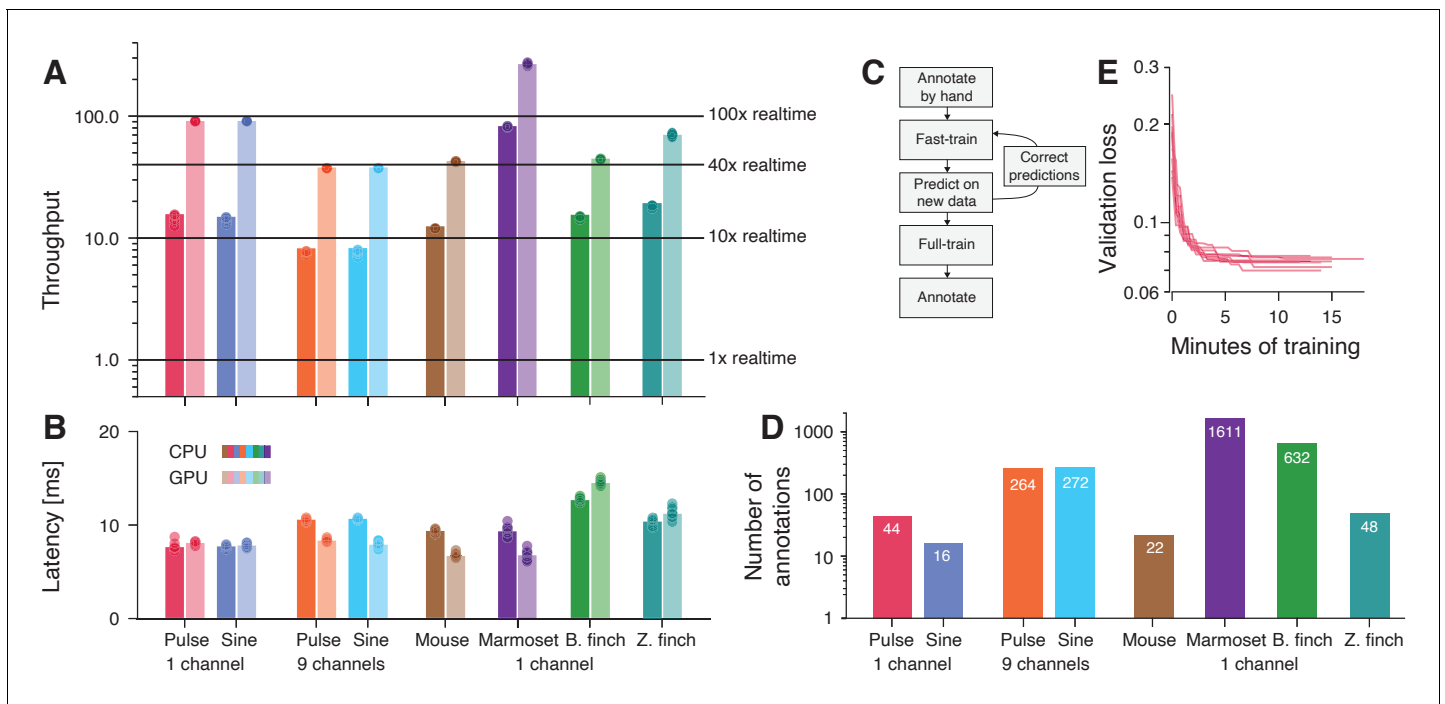 A
Throughput
100.0
10.0
1.0
100x realtime
40x realtime
10x realtime
1x realtime
B
Latency [ms]
20
10
0
CPU
GPU
Pulse
Sine
Pulse
Sine
Mouse
Marmoset
B. finch
Z. finch
1 channel
9 channels
1 channel
C
Annotate
by hand
Fast-train
Correct
predictions
Predict on
new data
Full-train
Annotate
E
Validation loss
0.3
0.2
0.1
0.06
0
5
10
15
Minutes of training
D
Number of
annotations
1000
100
10
1
44
16
264
272
22
1611
632
48
Pulse
Sine
Pulse
Sine
Mouse
Marmoset
B. finch
Z. finch
1 channel
9 channels
1 channel